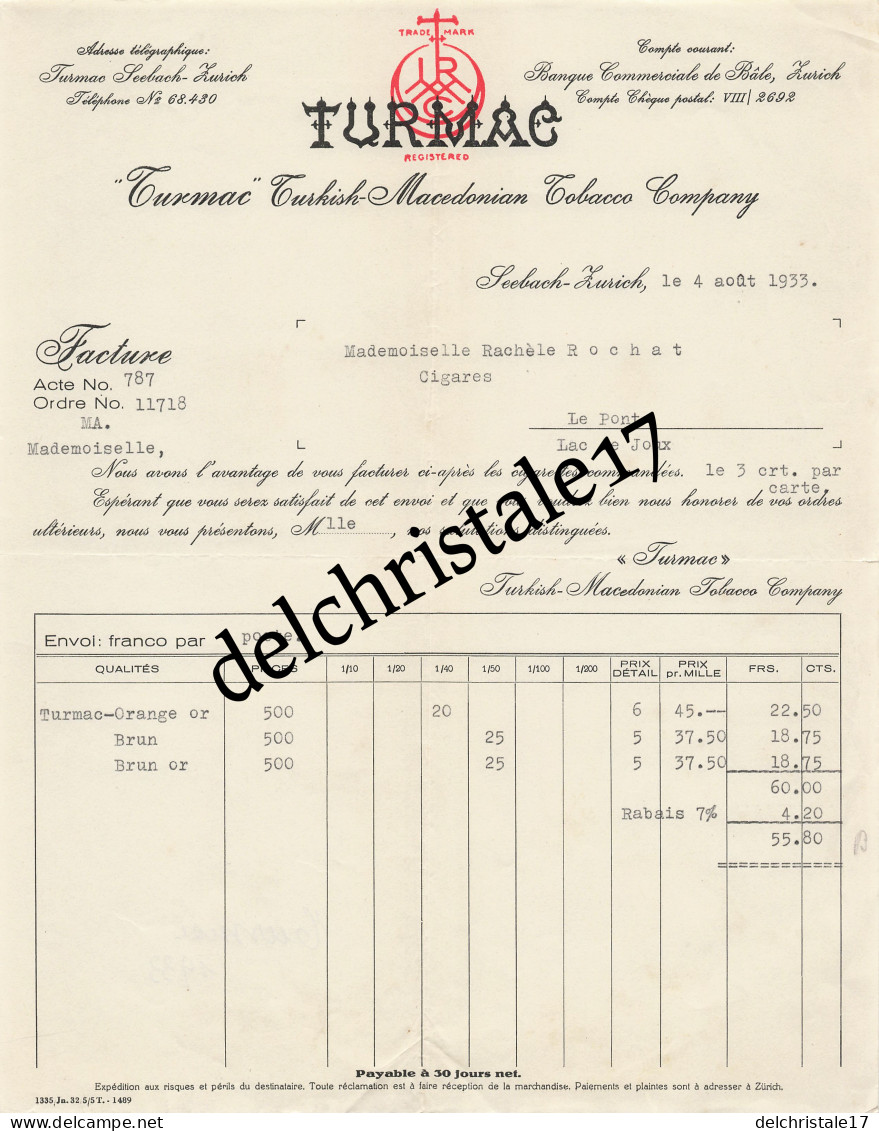 TRADE MARK
Adresse télégraphique:
Turmac Seebach-Zurich
Téléphone Nº 68.430
Compte courant:
Banque Commerciale de Bâle, Zurich
Compte Chèque postal: VIII/2692
TURMAC
REGISTERED
"Turmac" Turkish-Macedonian Tobacco Company
Seebach-Zurich, le 4 août 1933.
Facture
Acte No. 787
Ordre No. 11718
MA.
Mademoiselle Rachèle Rochat
Cigares
Le Pont
Lac de Joux
Mademoiselle,
Nous avons l'avantage de vous facturer ci-après les cigarettes commandées. le 3 crt. par carte.
Espérant que vous serez satisfait de cet envoi et que vous voudrez bien nous honorer de vos ordres
ultérieurs, nous vous présentons, Mlle, nos salutations distinguées.
« Turmac »
Turkish-Macedonian Tobacco Company
delchristale17
Envoi: franco par poste.
QUALITÉS PIÈCES 1/10 1/20 1/40 1/50 1/100 1/200 PRIX DÉTAIL PRIX pr. MILLE FRS. CTS.
Turmac-Orange or 500 20 6 45.-- 22.50
Brun 500 25 5 37.50 18.75
Brun or 500 25 5 37.50 18.75
60.00
Rabais 7% 4.20
55.80
Payable à 30 jours net.
Expédition aux risques et périls du destinataire. Toute réclamation est à faire réception de la marchandise. Paiements et plaintes sont à adresser à Zürich.
1335/Jn. 32 5/5 T. - 1489
delcampe.net
delchristale17